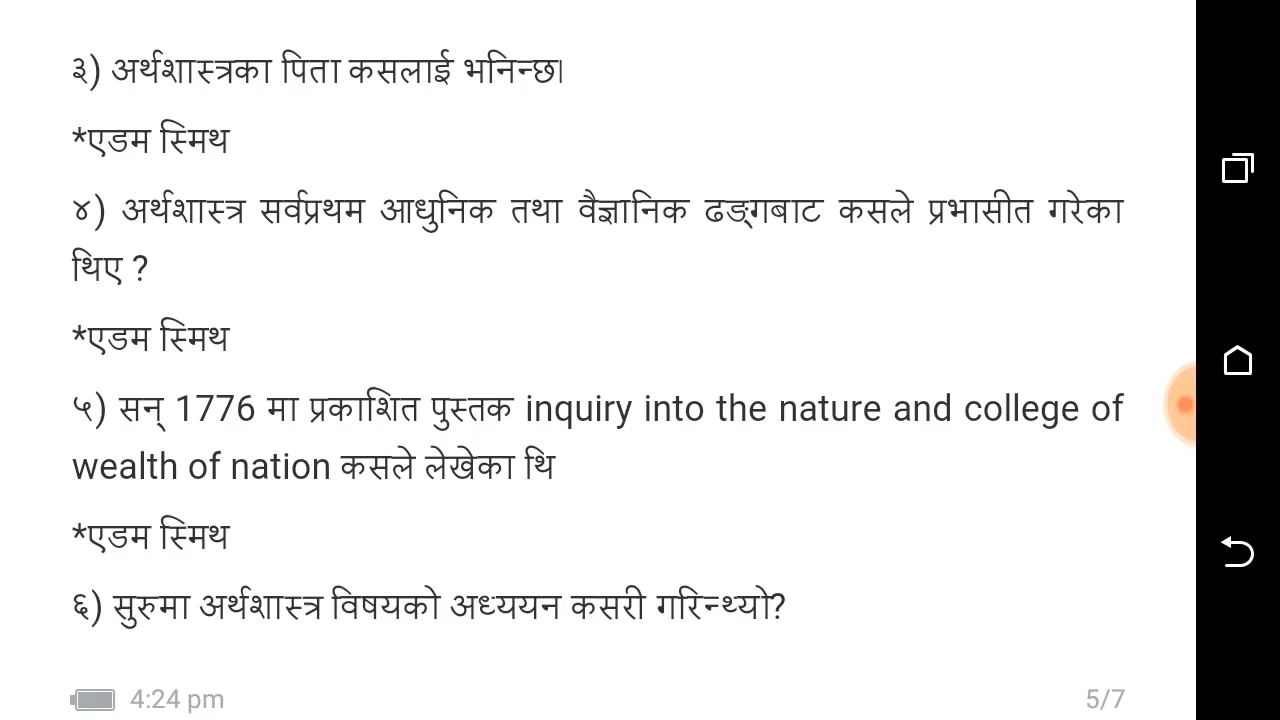 ३) अर्थशास्त्रका पिता कसलाई भनिन्छ।
*एडम स्मिथ
४) अर्थशास्त्र सर्वप्रथम आधुनिक तथा वैज्ञानिक ढङ्गबाट कसले प्रभासीत गरेका
थिए ?
*एडम स्मिथ
५) सन् 1776 मा प्रकाशित पुस्तक inquiry into the nature and college of
wealth of nation कसले लेखेका थि
*एडम स्मिथ
६) सुरुमा अर्थशास्त्र विषयको अध्ययन कसरी गरिन्थ्यो?
4:24 pm 5/7